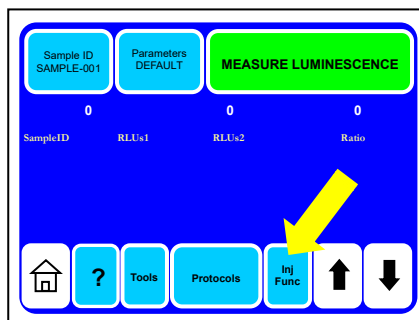 Sample ID
SAMPLE-001
Parameters
DEFAULT
MEASURE LUMINESCENCE
0 0 0
SampleID RLUs1 RLUs2 Ratio
? Tools Protocols Inj
Func